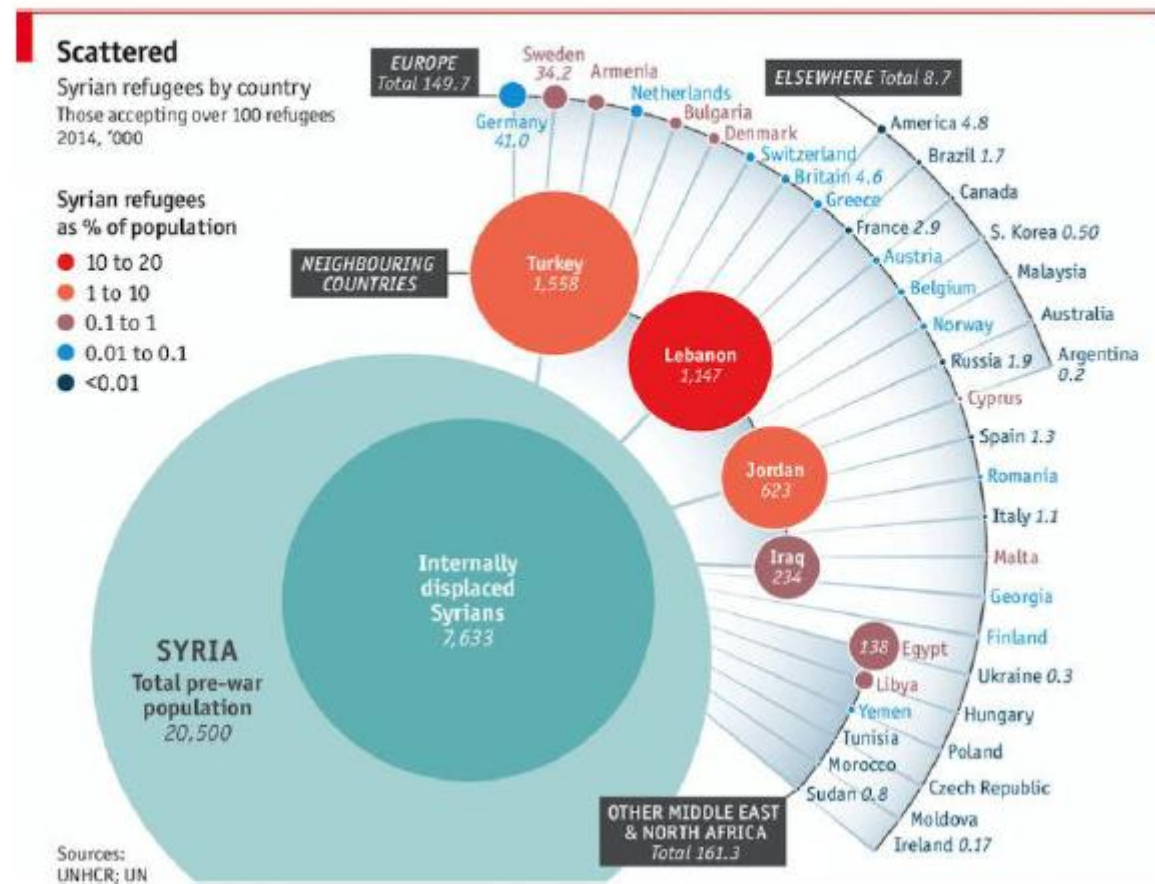 Scattered
Syrian refugees by country
Those accepting over 100 refugees
2014, '000
Syrian refugees
as % of population
10 to 20
1 to 10
0.1 to 1
0.01 to 0.1
<0.01
EUROPE
Total 149.7
Germany
41.0
Sweden
34.2
Armenia
Netherlands
Bulgaria
Denmark
Switzerland
Britain 4.6
Greece
France 2.9
Austria
Belgium
Norway
Russia 1.9
Cyprus
Spain 1.3
Romania
Italy 1.1
Malta
Georgia
Finland
Ukraine 0.3
Hungary
Poland
Czech Republic
Moldova
Ireland 0.17
ELSEWHERE Total 8.7
America 4.8
Brazil 1.7
Canada
S. Korea 0.50
Malaysia
Australia
Argentina
0.2
NEIGHBOURING
COUNTRIES
Turkey
1,558
Lebanon
1,147
Jordan
623
Iraq
234
138 Egypt
Libya
Yemen
Tunisia
Morocco
Sudan 0.8
OTHER MIDDLE EAST
& NORTH AFRICA
Total 161.3
Internally
displaced
Syrians
7,633
SYRIA
Total pre-war
population
20,500
Sources:
UNHCR; UN